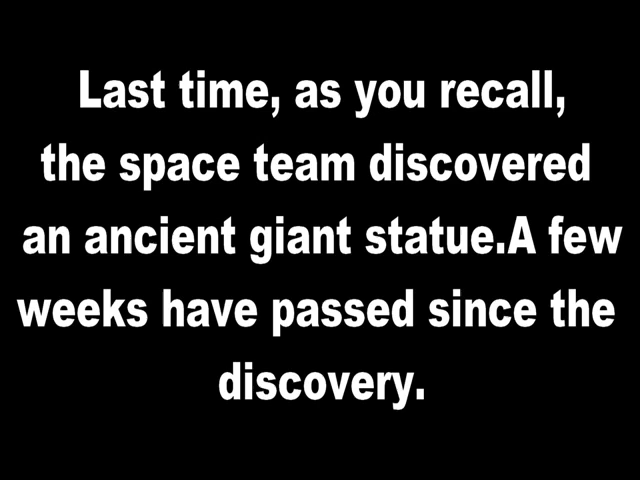 Last time, as you recall,
the space team discovered
an ancient giant statue.A few
weeks have passed since the
discovery.